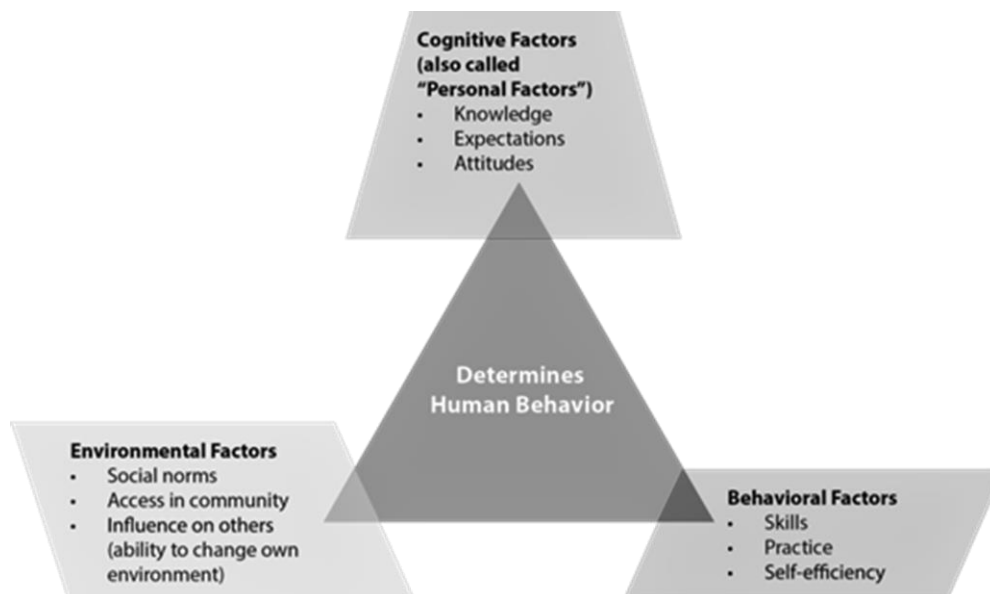 Cognitive Factors
(also called
“Personal Factors”)
• Knowledge
• Expectations
• Attitudes
Determines
Human Behavior
Environmental Factors
• Social norms
• Access in community
• Influence on others
(ability to change own
environment)
Behavioral Factors
• Skills
• Practice
• Self-efficiency